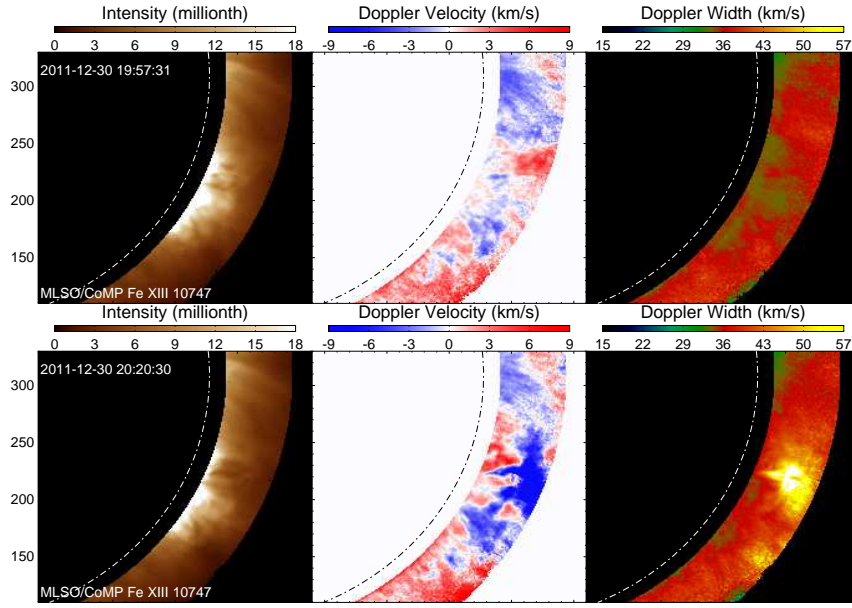 Intensity (millionth) Doppler Velocity (km/s) Doppler Width (km/s)
0 3 6 9 12 15 18 -9 -6 -3 0 3 6 9 15 22 29 36 43 50 57
2011-12-30 19:57:31
300
250
200
150
MLSO/CoMP Fe XIII 10747
Intensity (millionth) Doppler Velocity (km/s) Doppler Width (km/s)
0 3 6 9 12 15 18 -9 -6 -3 0 3 6 9 15 22 29 36 43 50 57
2011-12-30 20:20:30
300
250
200
150
MLSO/CoMP Fe XIII 10747